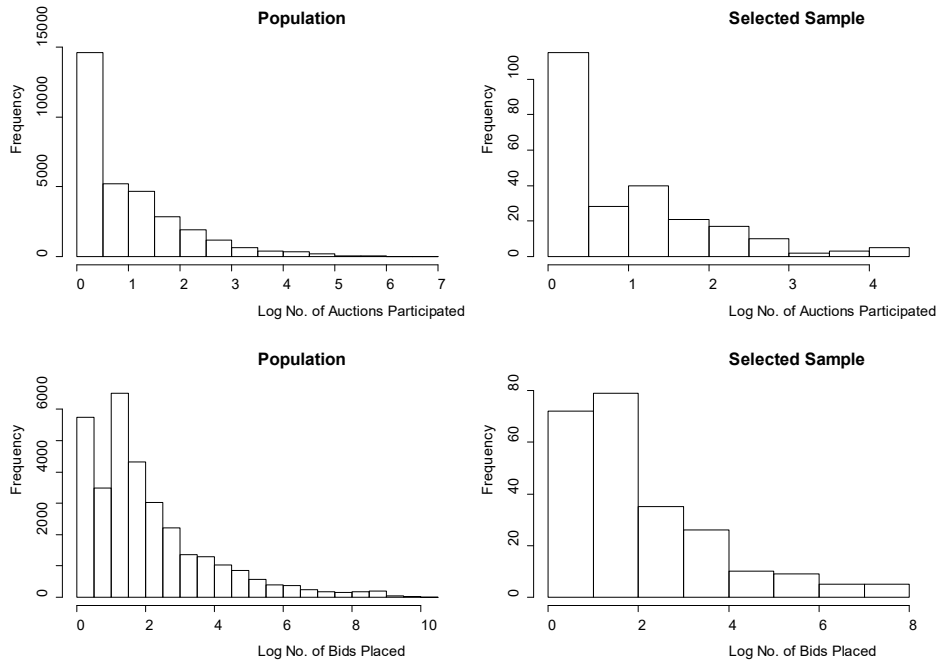 Population
Frequency
0 5000 10000 15000
0 1 2 3 4 5 6 7
Log No. of Auctions Participated
Selected Sample
Frequency
0 20 40 60 80 100
0 1 2 3 4
Log No. of Auctions Participated
Population
Frequency
0 2000 4000 6000
0 2 4 6 8 10
Log No. of Bids Placed
Selected Sample
Frequency
0 20 40 60 80
0 2 4 6 8
Log No. of Bids Placed